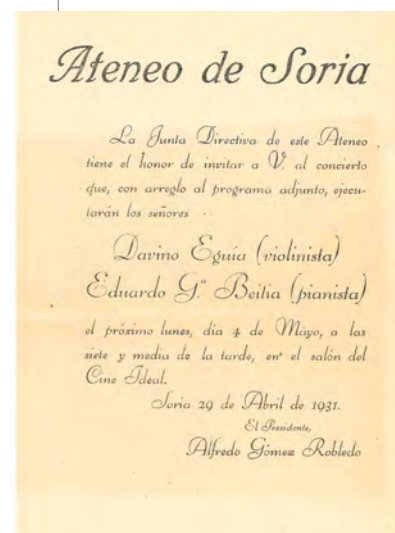 Ateneo de Soria
La Junta Directiva de este Ateneo
tiene el honor de invitar a V. al concierto
que, con arreglo al programa adjunto, ejecu-
tarán los señores
Davino Eguía (violinista)
Eduardo G.ª Beitia (pianista)
el próximo lunes, día 4 de Mayo, a las
siete y media de la tarde, en el salón del
Cine Ideal.
Soria 29 de Abril de 1931.
El Presidente,
Alfredo Gómez Robledo